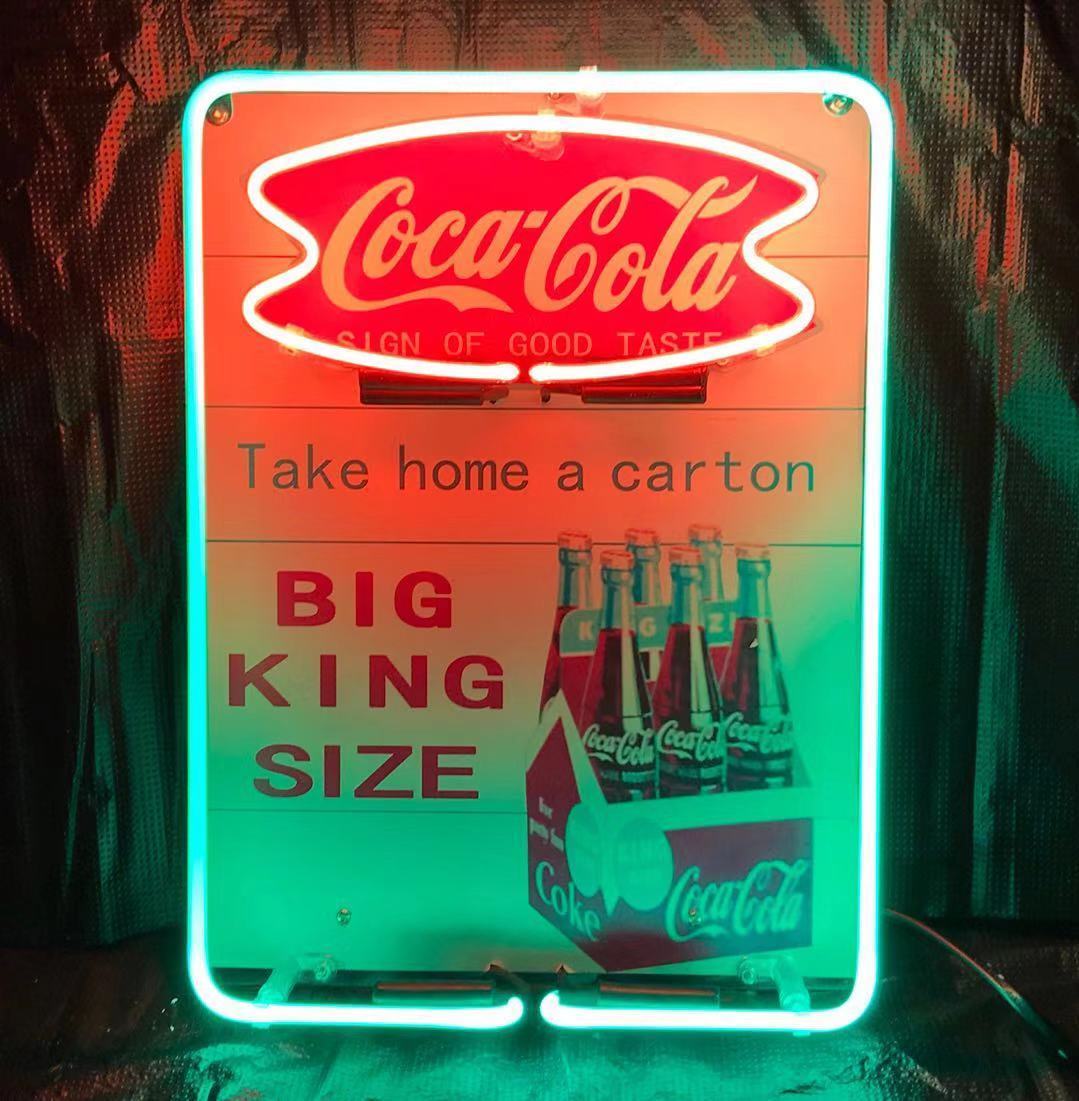 Coca-Cola
SIGN OF GOOD TASTE
Take home a carton
BIG
KING
SIZE
Coca-Cola
Coca-Cola
Coca-Cola
Coke
Coca-Cola